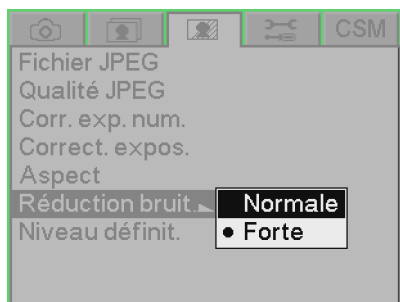 CSM
Fichier JPEG
Qualité JPEG
Corr. exp. num.
Correct. expos.
Aspect
Réduction bruit. Normale
Niveau définit. • Forte